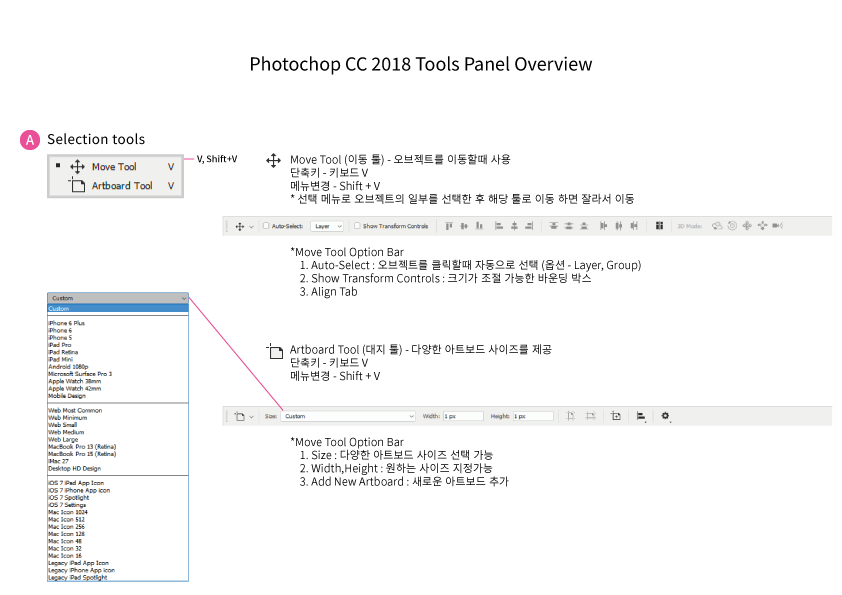 Photochop CC 2018 Tools Panel Overview
A Selection tools
Move Tool V
Artboard Tool V
V, Shift+V
Move Tool (이동 툴) - 오브젝트를 이동할때 사용
단축키 - 키보드 V
메뉴변경 - Shift + V
* 선택 메뉴로 오브젝트의 일부를 선택한 후 해당 툴로 이동 하면 잘라서 이동
Auto-Select: Layer Show Transform Controls 3D Mode:
*Move Tool Option Bar
1. Auto-Select : 오브젝트를 클릭할때 자동으로 선택 (옵션 - Layer, Group)
2. Show Transform Controls : 크기가 조절 가능한 바운딩 박스
3. Align Tab
Custom
Custom
iPhone 6 Plus
iPhone 6
iPhone 5
iPad Pro
iPad Retina
iPad Mini
Android 1080p
Microsoft Surface Pro 3
Apple Watch 38mm
Apple Watch 42mm
Mobile Design
Web Most Common
Web Minimum
Web Small
Web Medium
Web Large
MacBook Pro 13 (Retina)
MacBook Pro 15 (Retina)
iMac 27
Desktop HD Design
iOS 7 iPad App Icon
iOS 7 iPhone App Icon
iOS 7 Spotlight
iOS 7 Settings
Mac Icon 1024
Mac Icon 512
Mac Icon 256
Mac Icon 128
Mac Icon 48
Mac Icon 32
Mac Icon 16
Legacy iPad App Icon
Legacy iPhone App Icon
Legacy iPad Spotlight
Artboard Tool (대지 툴) - 다양한 아트보드 사이즈를 제공
단축키 - 키보드 V
메뉴변경 - Shift + V
Size: Custom Width: 1 px Height: 1 px
*Move Tool Option Bar
1. Size : 다양한 아트보드 사이즈 선택 가능
2. Width,Height : 원하는 사이즈 지정가능
3. Add New Artboard : 새로운 아트보드 추가